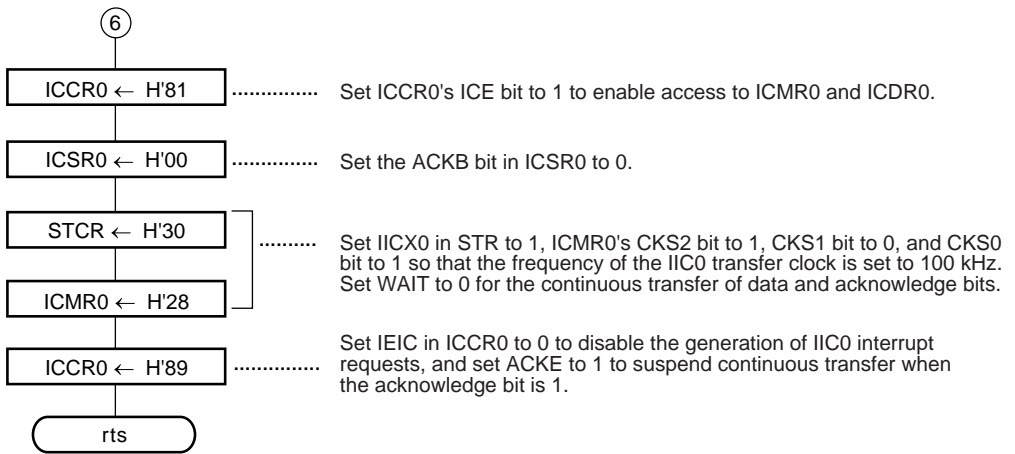 6
ICCR0 ← H'81 ............... Set ICCR0's ICE bit to 1 to enable access to ICMR0 and ICDR0.
ICSR0 ← H'00 ............... Set the ACKB bit in ICSR0 to 0.
STCR ← H'30
ICMR0 ← H'28
.......... Set IICX0 in STR to 1, ICMR0's CKS2 bit to 1, CKS1 bit to 0, and CKS0
bit to 1 so that the frequency of the IIC0 transfer clock is set to 100 kHz.
Set WAIT to 0 for the continuous transfer of data and acknowledge bits.
ICCR0 ← H'89 ............... Set IEIC in ICCR0 to 0 to disable the generation of IIC0 interrupt
requests, and set ACKE to 1 to suspend continuous transfer when
the acknowledge bit is 1.
rts